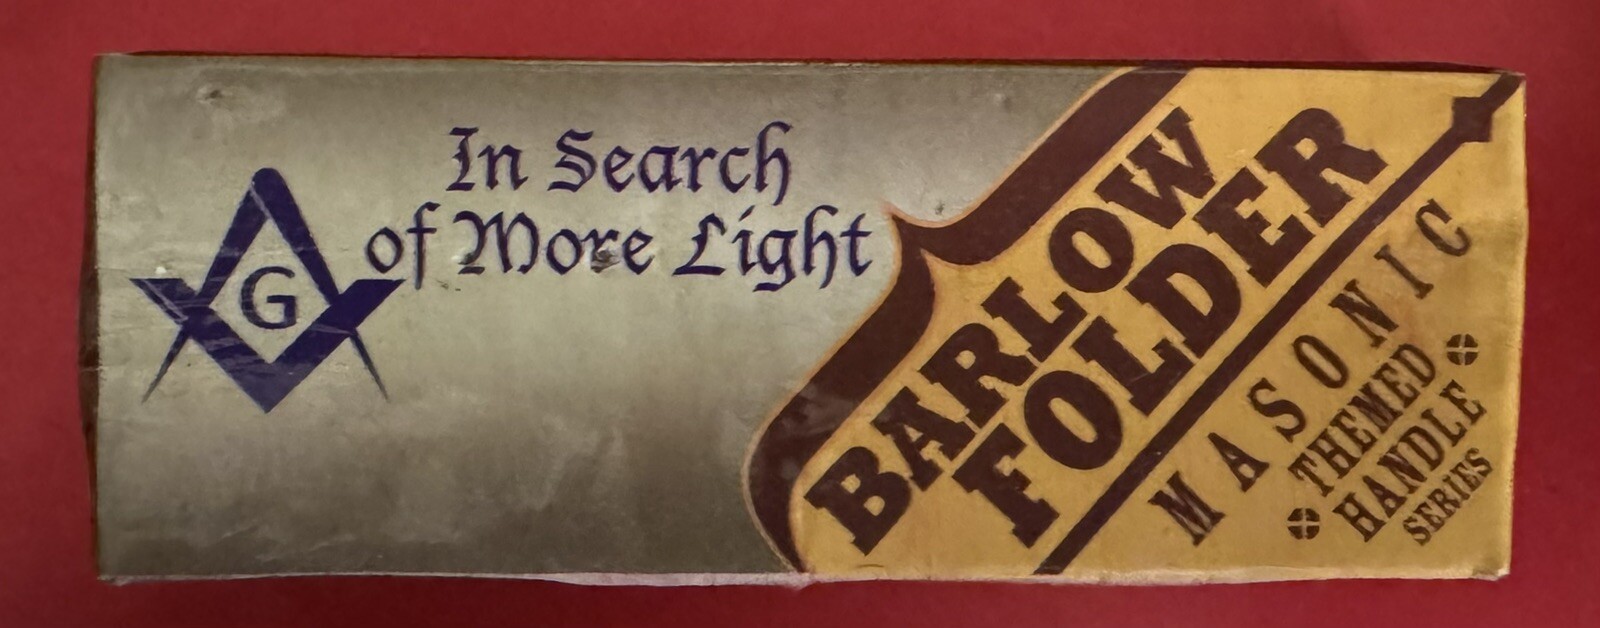 In Search
of More Light
G
BARLOW
FOLDER
MASONIC
THEMED
HANDLE
SERIES